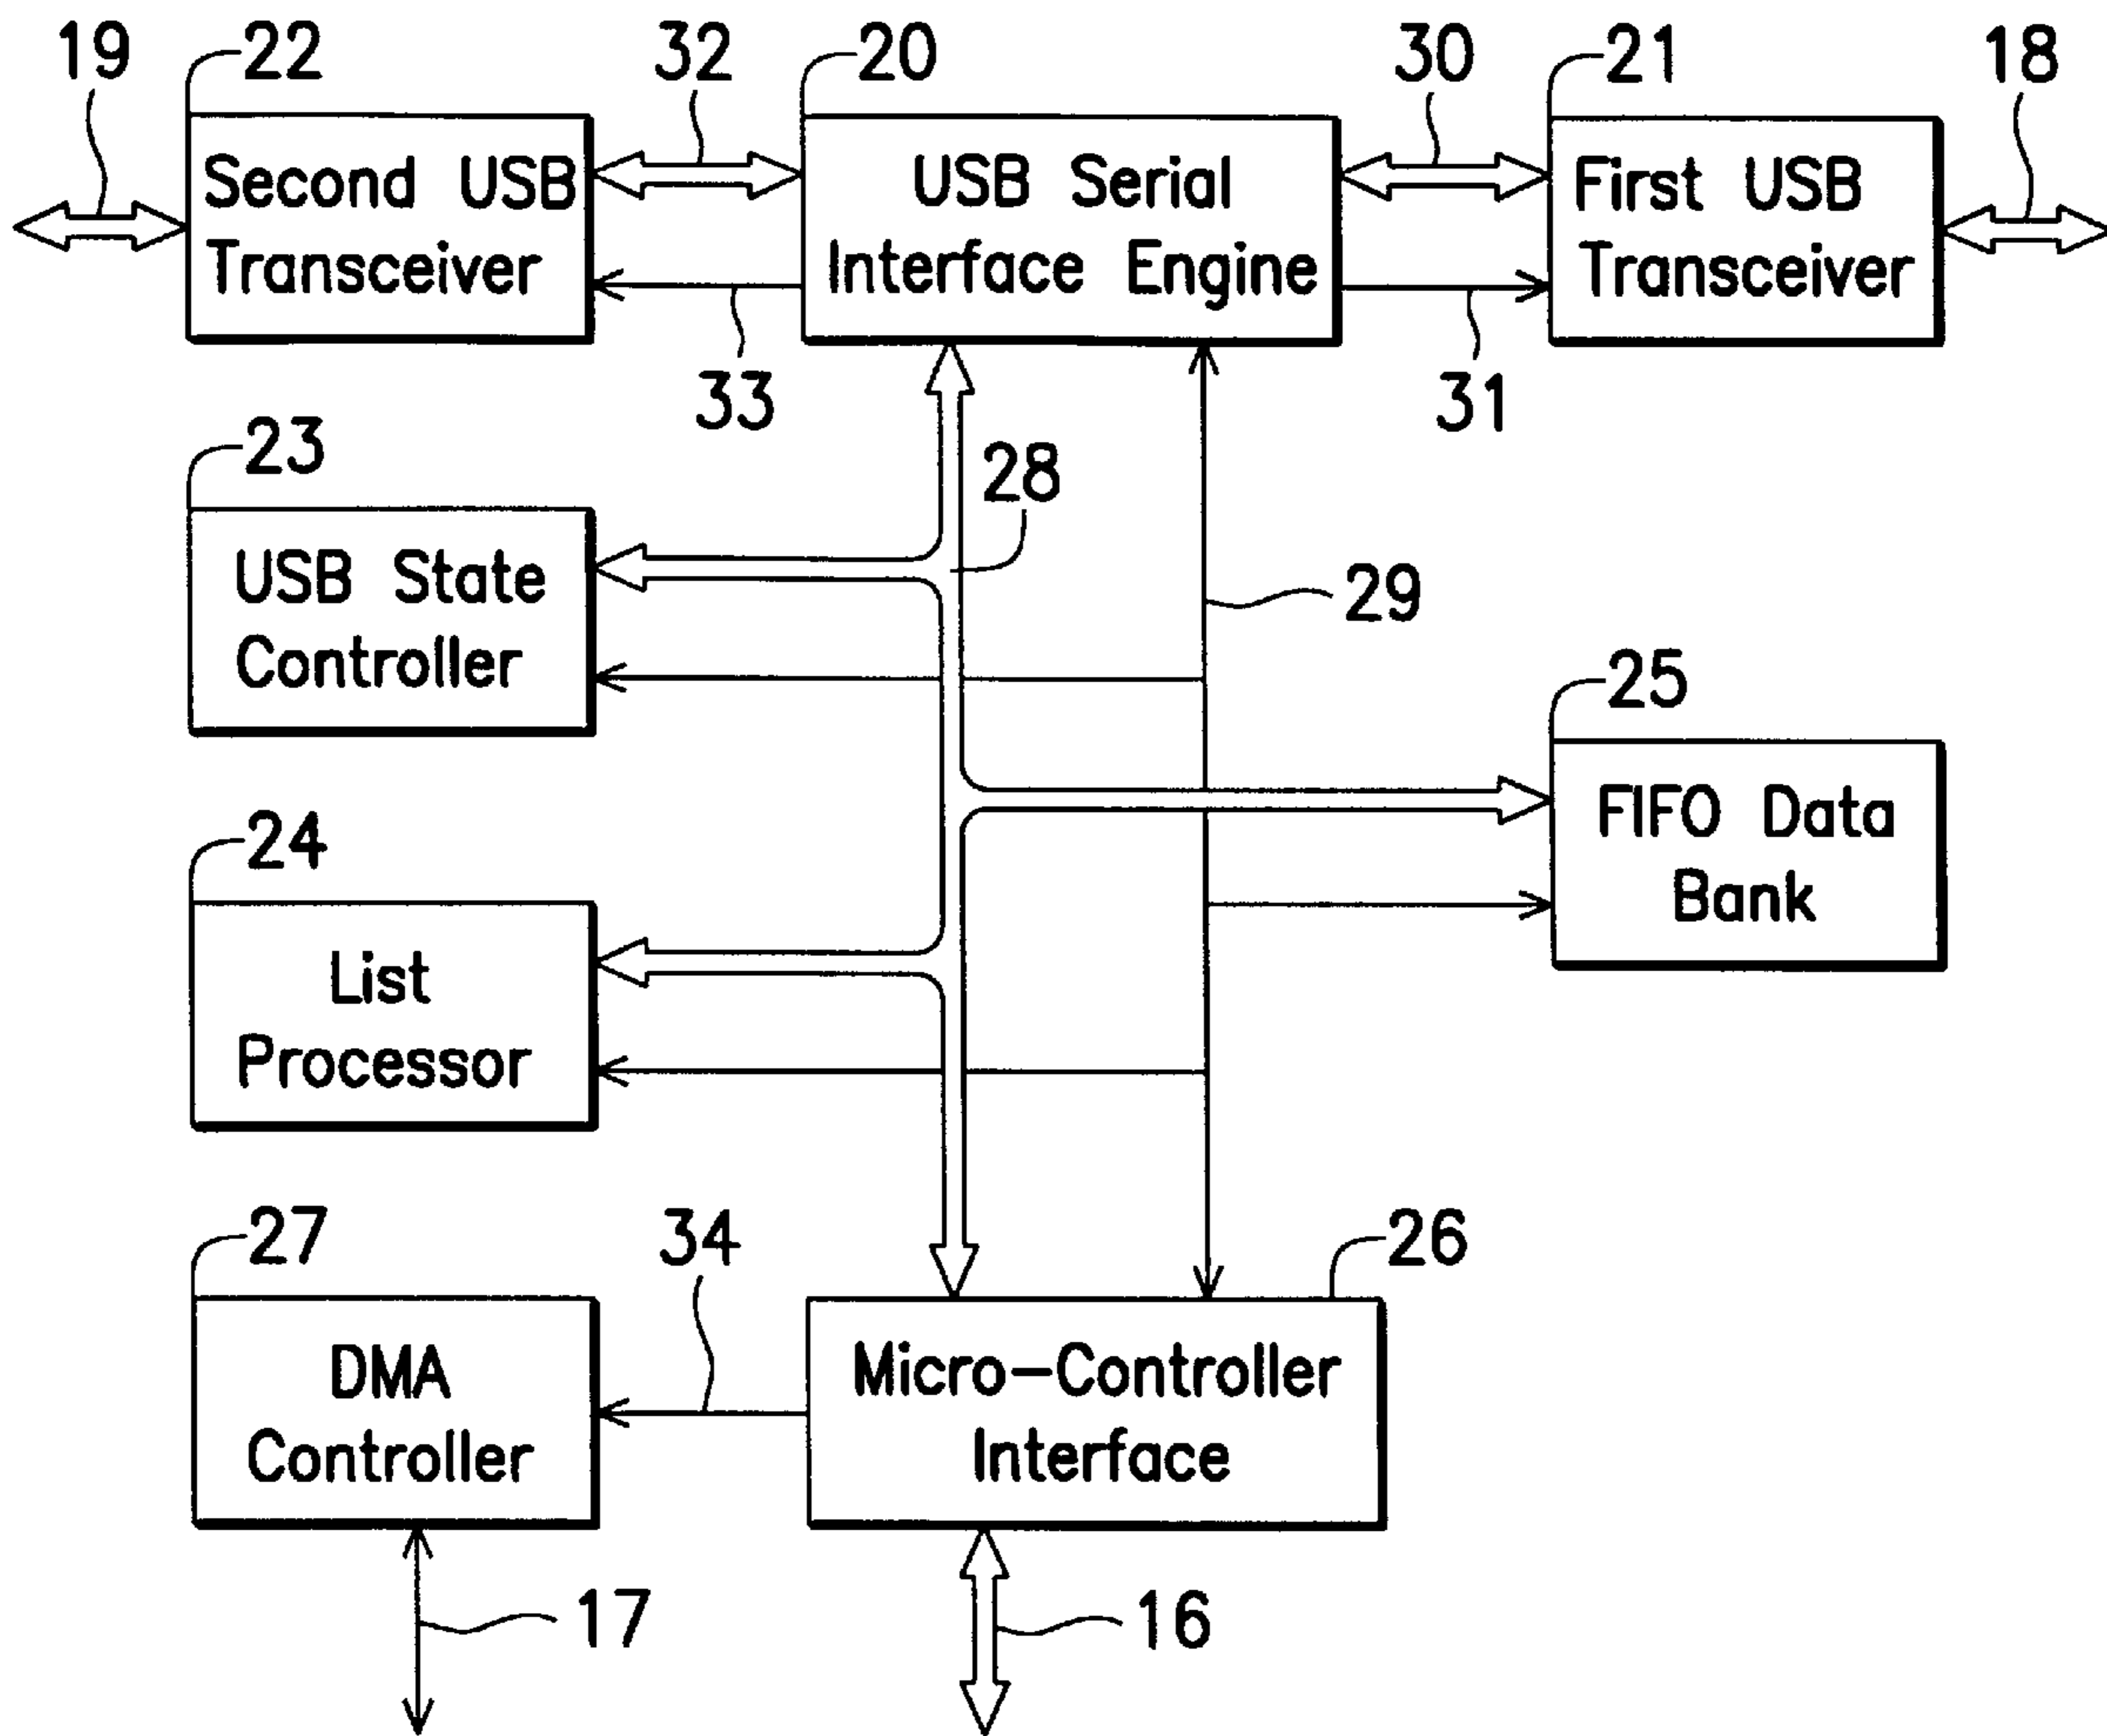 19
22
32
20
30
21
18
Second USB
Transceiver
USB Serial
Interface Engine
First USB
Transceiver
33
31
23
28
USB State
Controller
29
25
FIFO Data
Bank
24
List
Processor
27
34
26
DMA
Controller
Micro-Controller
Interface
17
16